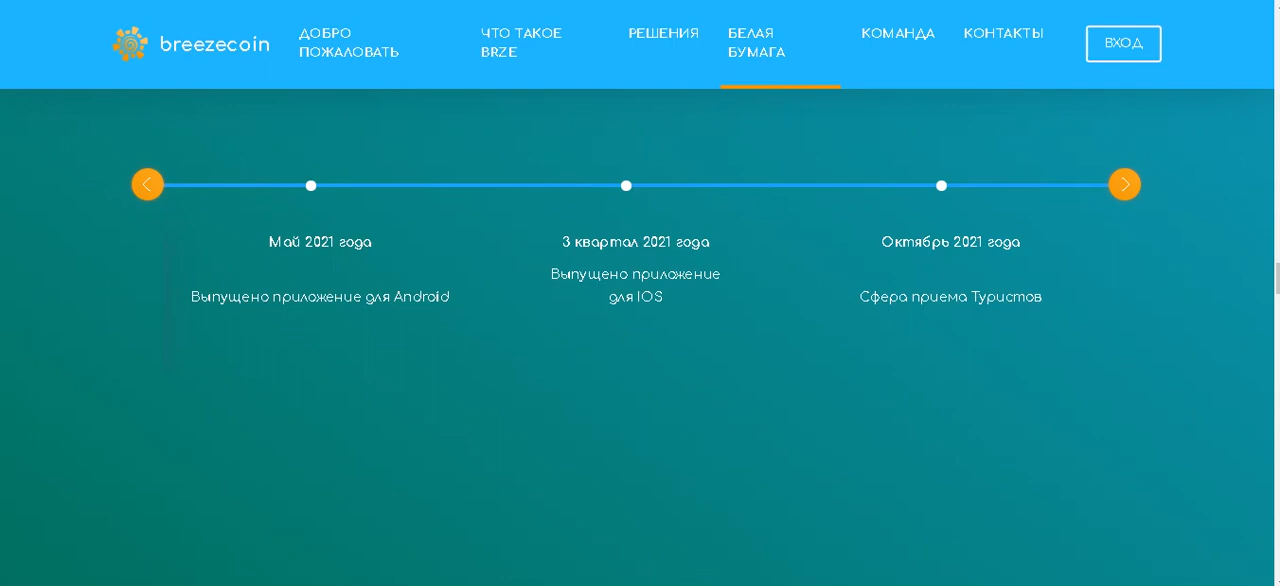 breezecoin
ДОБРО
ПОЖАЛОВАТЬ
ЧТО ТАКОЕ
BRZE
РЕШЕНИЯ
БЕЛАЯ
БУМАГА
КОМАНДА
КОНТАКТЫ
ВХОД
Май 2021 года
Выпущено приложение для Android
3 квартал 2021 года
Выпущено приложение
для IOS
Октябрь 2021 года
Сфера приема Туристов